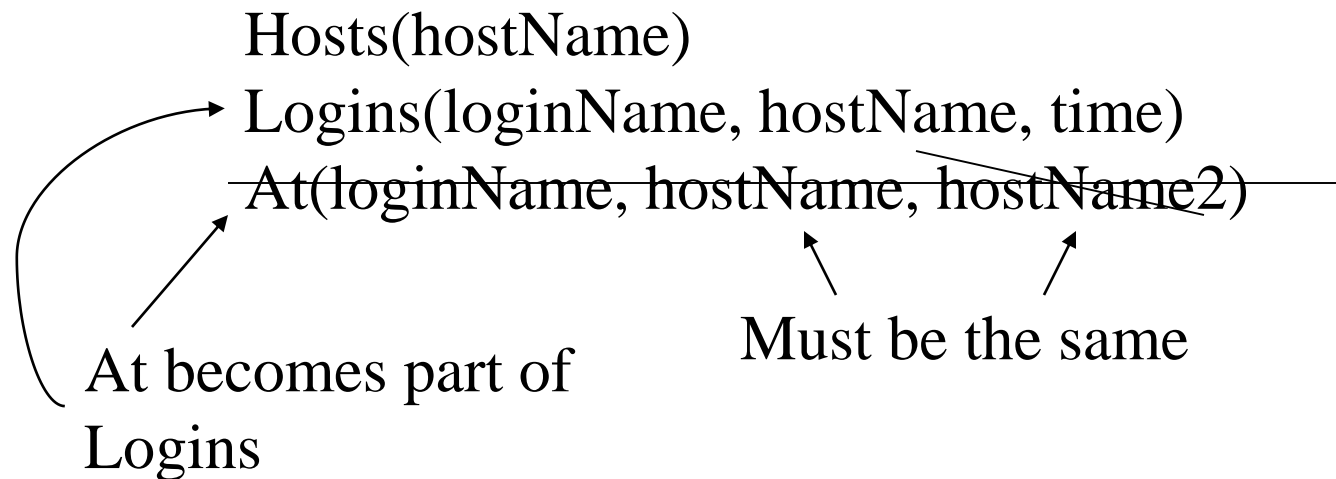 Hosts(hostName)
Logins(loginName, hostName, time)
At(loginName, hostName, hostName2)
Must be the same
At becomes part of
Logins